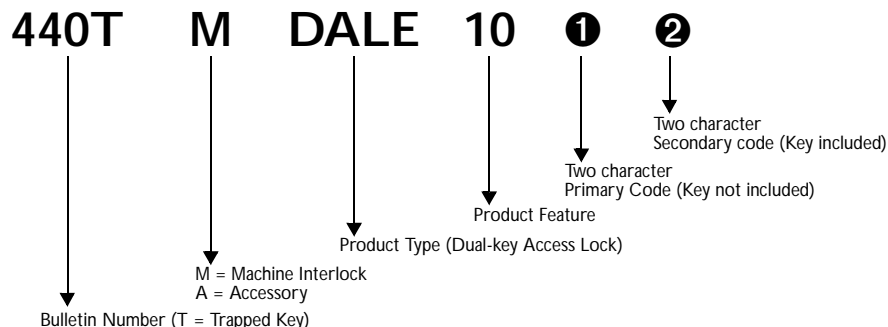 440T M DALE 10 ❶ ❷
Two character
Secondary code (Key included)
Two character
Primary Code (Key not included)
Product Feature
Product Type (Dual-key Access Lock)
M = Machine Interlock
A = Accessory
Bulletin Number (T = Trapped Key)